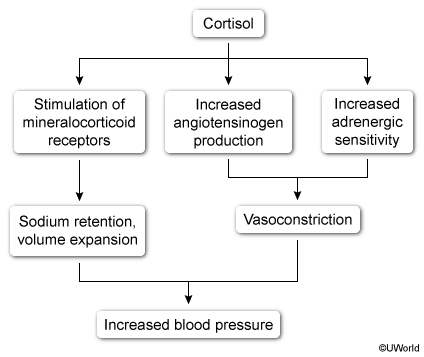 Cortisol
Stimulation of
mineralocorticoid
receptors
Increased
angiotensinogen
production
Increased
adrenergic
sensitivity
Sodium retention,
volume expansion
Vasoconstriction
Increased blood pressure
©UWorld